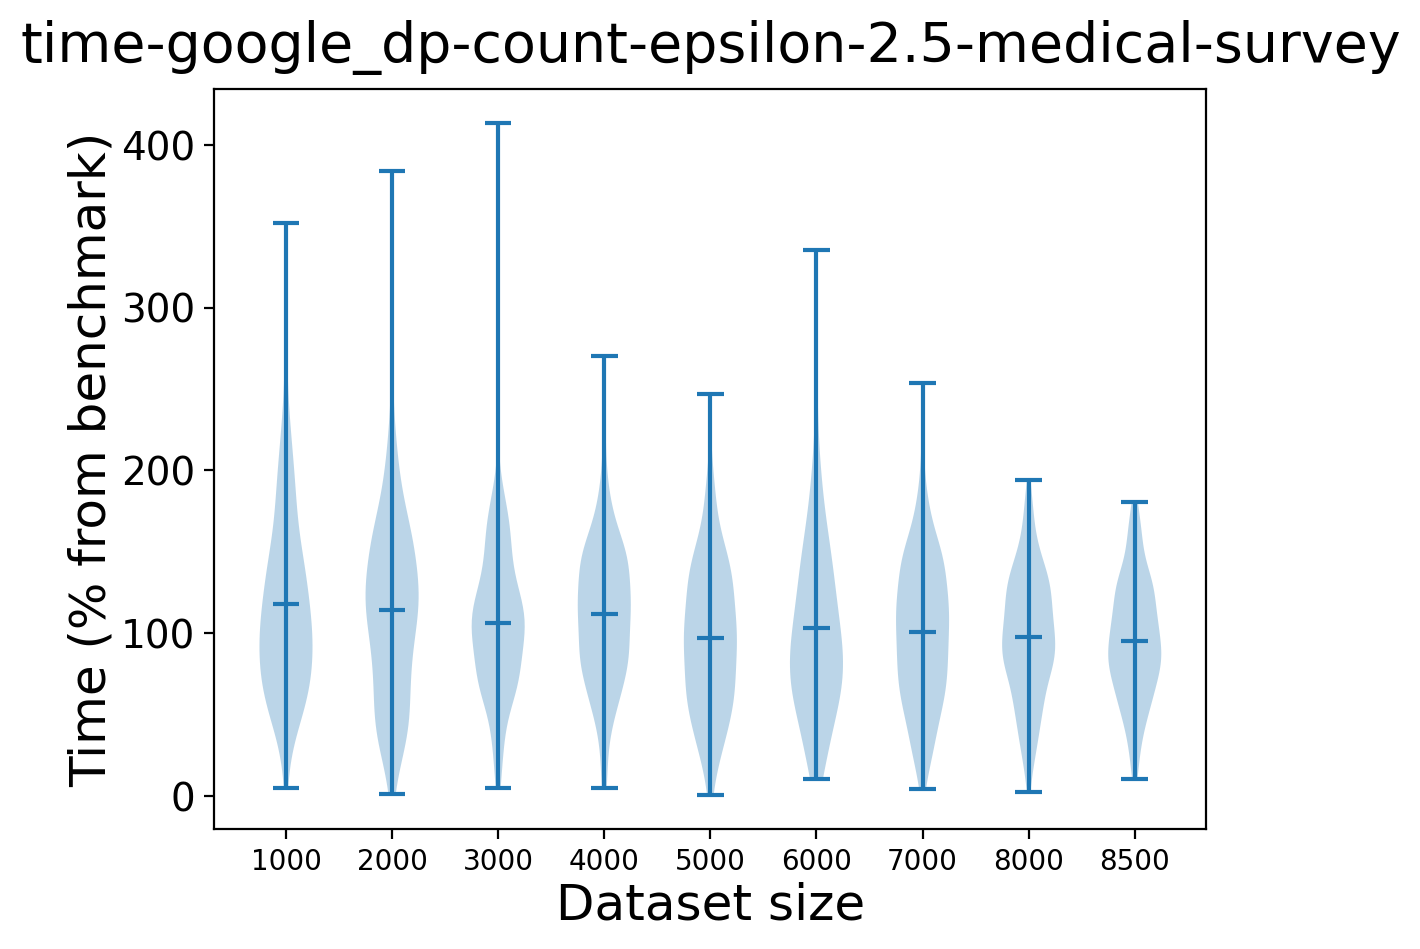 time-google_dp-count-epsilon-2.5-medical-survey
Time (% from benchmark)
400
300
200
100
0
1000 2000 3000 4000 5000 6000 7000 8000 8500
Dataset size